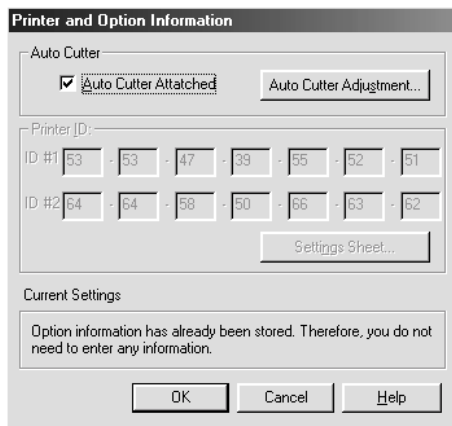 Printer and Option Information
Auto Cutter
Auto Cutter Attatched
Auto Cutter Adjustment...
Printer ID:
ID #1 53 - 53 - 47 - 39 - 55 - 52 - 51
ID #2 64 - 64 - 58 - 50 - 66 - 63 - 62
Settings Sheet...
Current Settings
Option information has already been stored. Therefore, you do not
need to enter any information.
OK Cancel Help